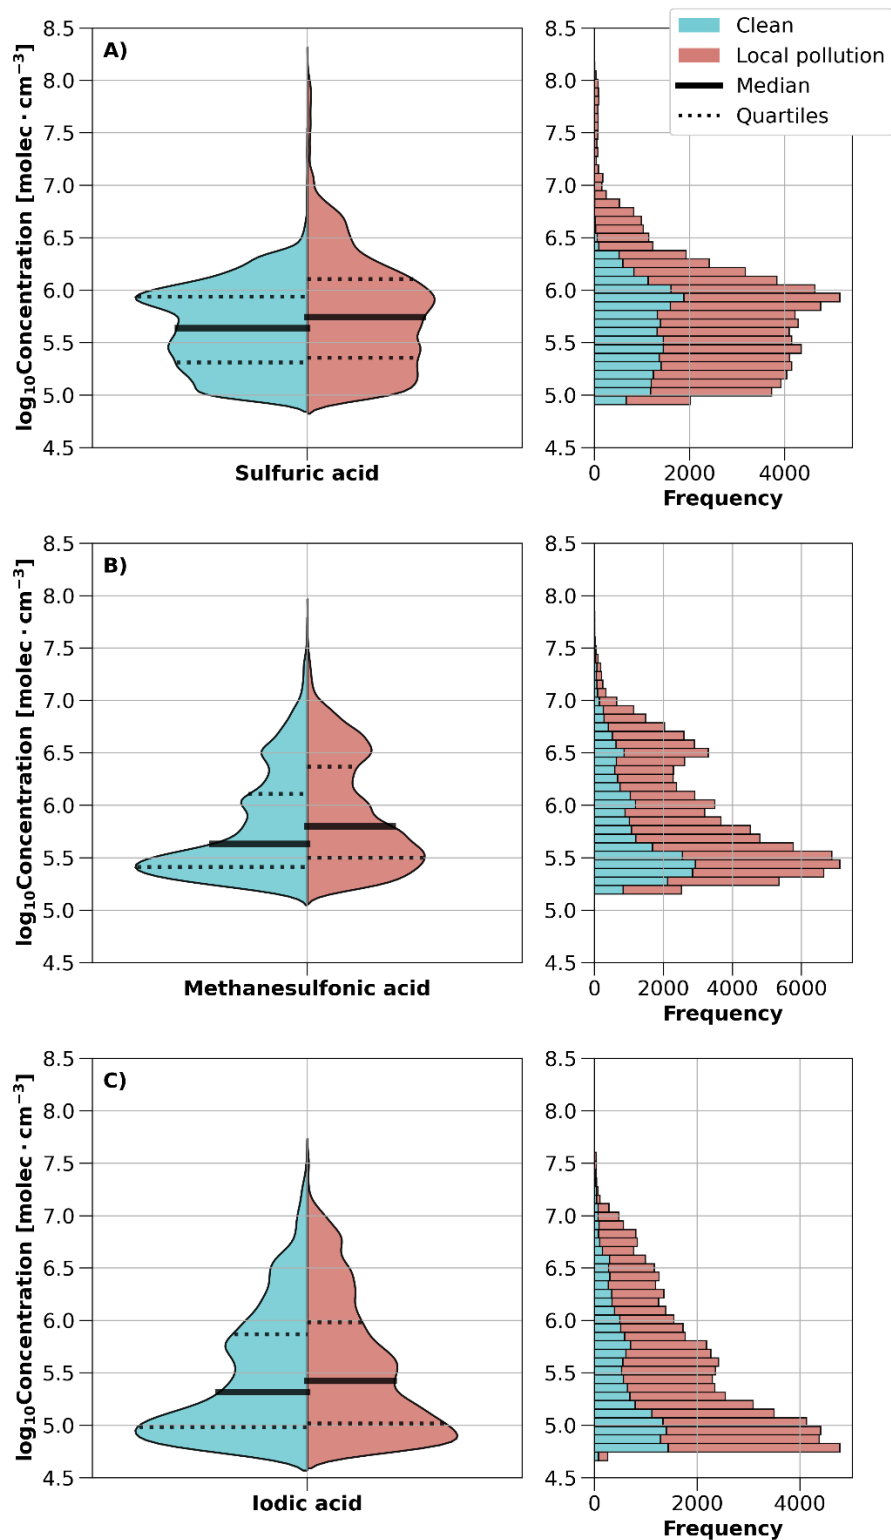 Clean
Local pollution
Median
Quartiles
A)
log₁₀Concentration [molec · cm⁻³]
8.5
8.0
7.5
7.0
6.5
6.0
5.5
5.0
4.5
Sulfuric acid
8.5
8.0
7.5
7.0
6.5
6.0
5.5
5.0
4.5
0 2000 4000
Frequency
B)
log₁₀Concentration [molec · cm⁻³]
8.5
8.0
7.5
7.0
6.5
6.0
5.5
5.0
4.5
Methanesulfonic acid
8.5
8.0
7.5
7.0
6.5
6.0
5.5
5.0
4.5
0 2000 4000 6000
Frequency
C)
log₁₀Concentration [molec · cm⁻³]
8.5
8.0
7.5
7.0
6.5
6.0
5.5
5.0
4.5
Iodic acid
8.5
8.0
7.5
7.0
6.5
6.0
5.5
5.0
4.5
0 2000 4000
Frequency